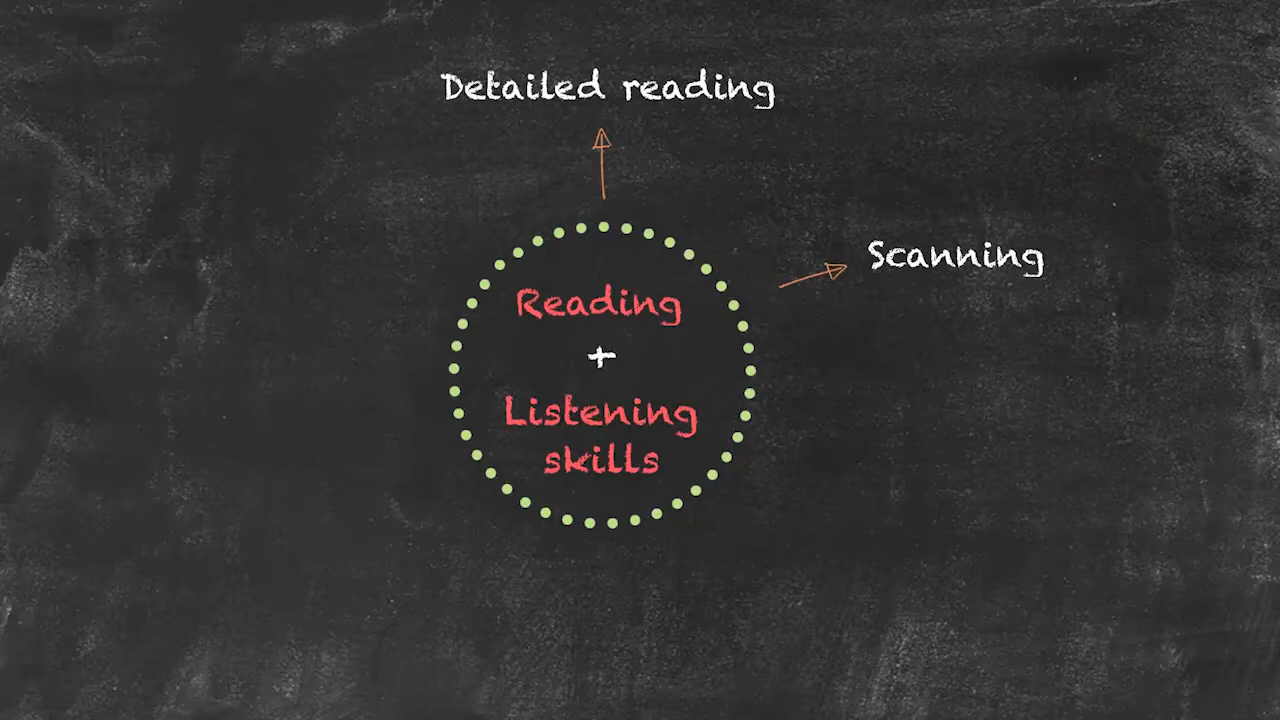 Detailed reading
Scanning
Reading
+
Listening
skills